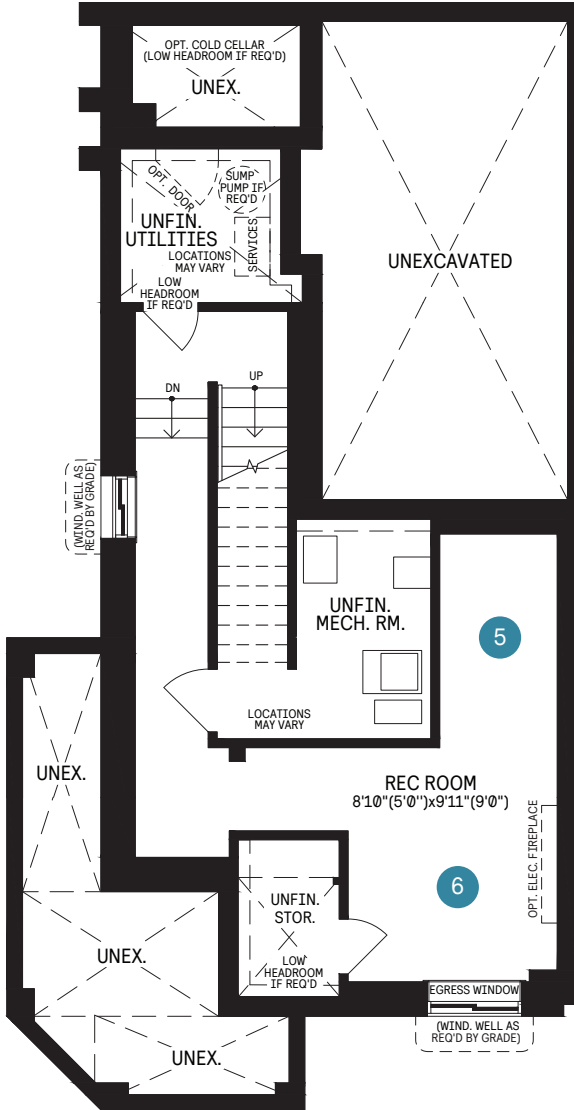 OPT. COLD CELLAR
(LOW HEADROOM IF REQ'D)
UNEX.
OPT. DOOR
SUMP
PUMP IF
REQ'D
UNFIN.
UTILITIES
SERVICES
LOCATIONS
MAY VARY
LOW
HEADROOM
IF REQ'D
UNEXCAVATED
DN
UP
(WIND. WELL AS
REQ'D BY GRADE)
UNFIN.
MECH. RM.
5
LOCATIONS
MAY VARY
UNEX.
REC ROOM
8'10"(5'0")x9'11"(9'0")
OPT. ELEC. FIREPLACE
6
UNFIN.
STOR.
LOW
HEADROOM
IF REQ'D
UNEX.
EGRESS WINDOW
(WIND. WELL AS
REQ'D BY GRADE)
UNEX.